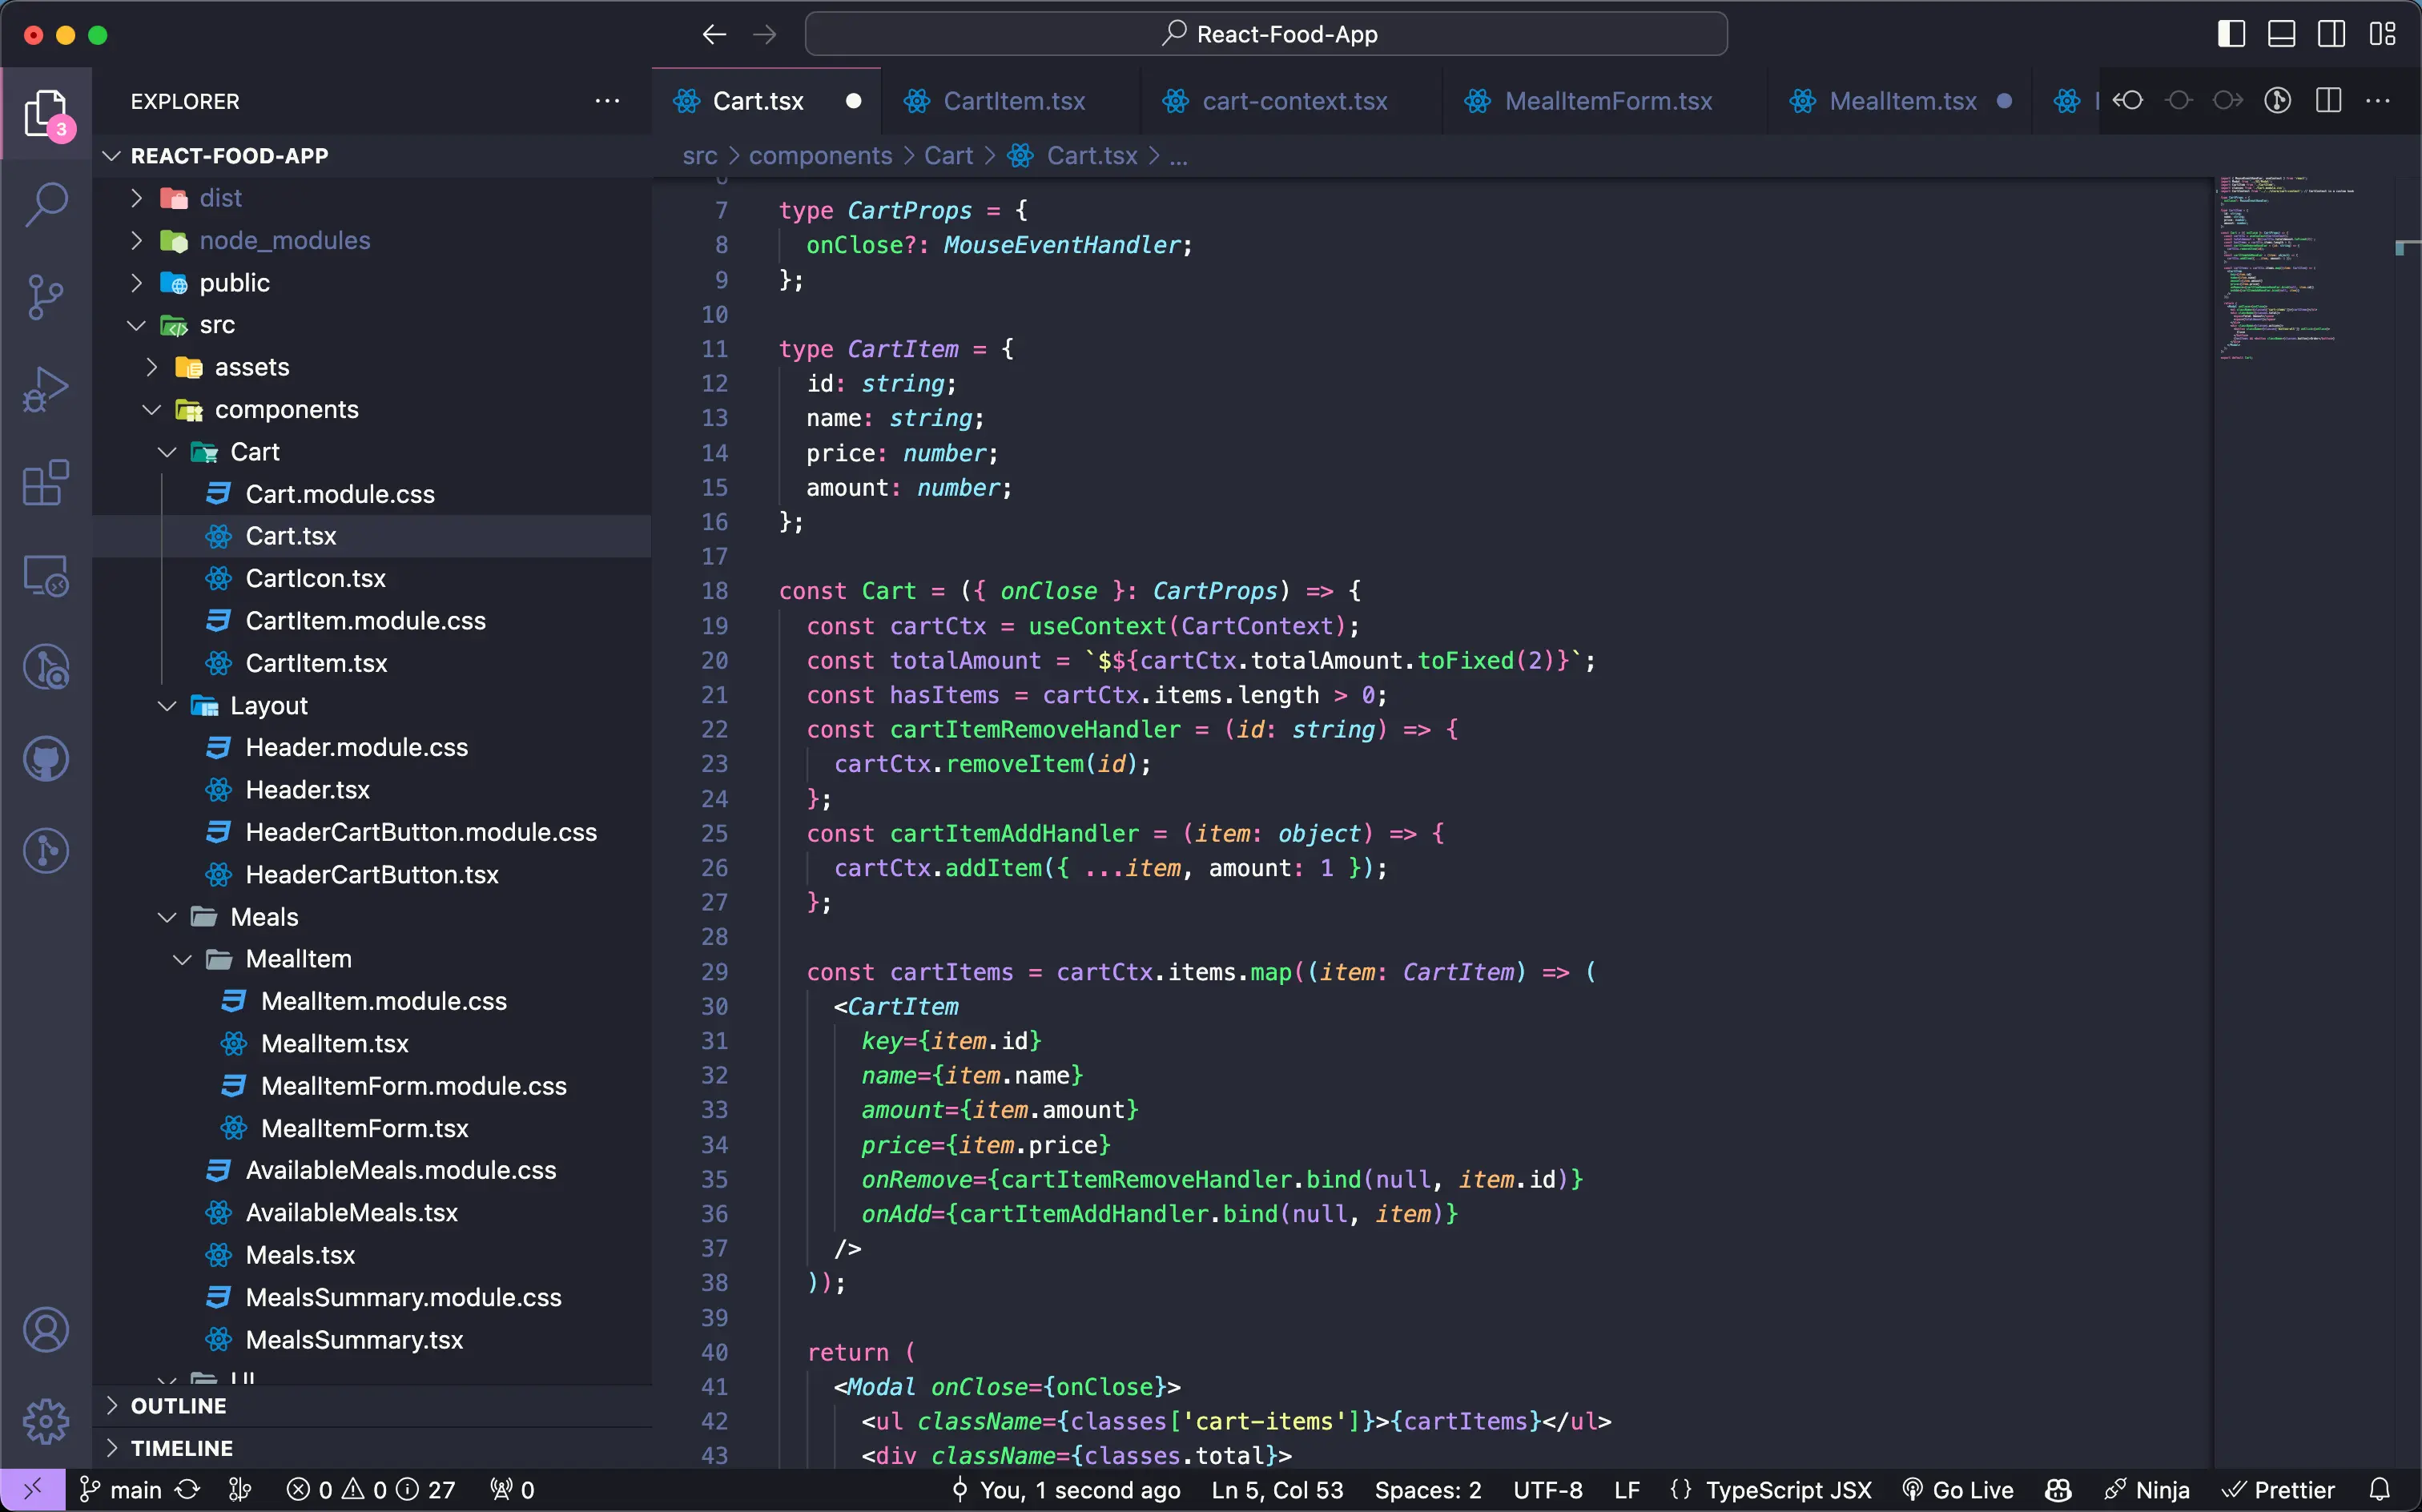 React-Food-App
EXPLORER
Cart.tsx
CartItem.tsx
cart-context.tsx
MealItemForm.tsx
MealItem.tsx
3
REACT-FOOD-APP
src > components > Cart > Cart.tsx > ...
dist
node_modules
public
src
assets
components
Cart
Cart.module.css
Cart.tsx
CartIcon.tsx
CartItem.module.css
CartItem.tsx
Layout
Header.module.css
Header.tsx
HeaderCartButton.module.css
HeaderCartButton.tsx
Meals
MealItem
MealItem.module.css
MealItem.tsx
MealItemForm.module.css
MealItemForm.tsx
AvailableMeals.module.css
AvailableMeals.tsx
Meals.tsx
MealsSummary.module.css
MealsSummary.tsx
UI
OUTLINE
TIMELINE
6
7 type CartProps = {
8 onClose?: MouseEventHandler;
9 };
10
11 type CartItem = {
12 id: string;
13 name: string;
14 price: number;
15 amount: number;
16 };
17
18 const Cart = ({ onClose }: CartProps) => {
19 const cartCtx = useContext(CartContext);
20 const totalAmount = `$${cartCtx.totalAmount.toFixed(2)}`;
21 const hasItems = cartCtx.items.length > 0;
22 const cartItemRemoveHandler = (id: string) => {
23 cartCtx.removeItem(id);
24 };
25 const cartItemAddHandler = (item: object) => {
26 cartCtx.addItem({ ...item, amount: 1 });
27 };
28
29 const cartItems = cartCtx.items.map((item: CartItem) => (
30 <CartItem
31 key={item.id}
32 name={item.name}
33 amount={item.amount}
34 price={item.price}
35 onRemove={cartItemRemoveHandler.bind(null, item.id)}
36 onAdd={cartItemAddHandler.bind(null, item)}
37 />
38 ));
39
40 return (
41 <Modal onClose={onClose}>
42 <ul className={classes['cart-items']}>{cartItems}</ul>
43 <div className={classes.total}>
main 0 0 27 0 You, 1 second ago Ln 5, Col 53 Spaces: 2 UTF-8 LF {} TypeScript JSX Go Live Ninja Prettier